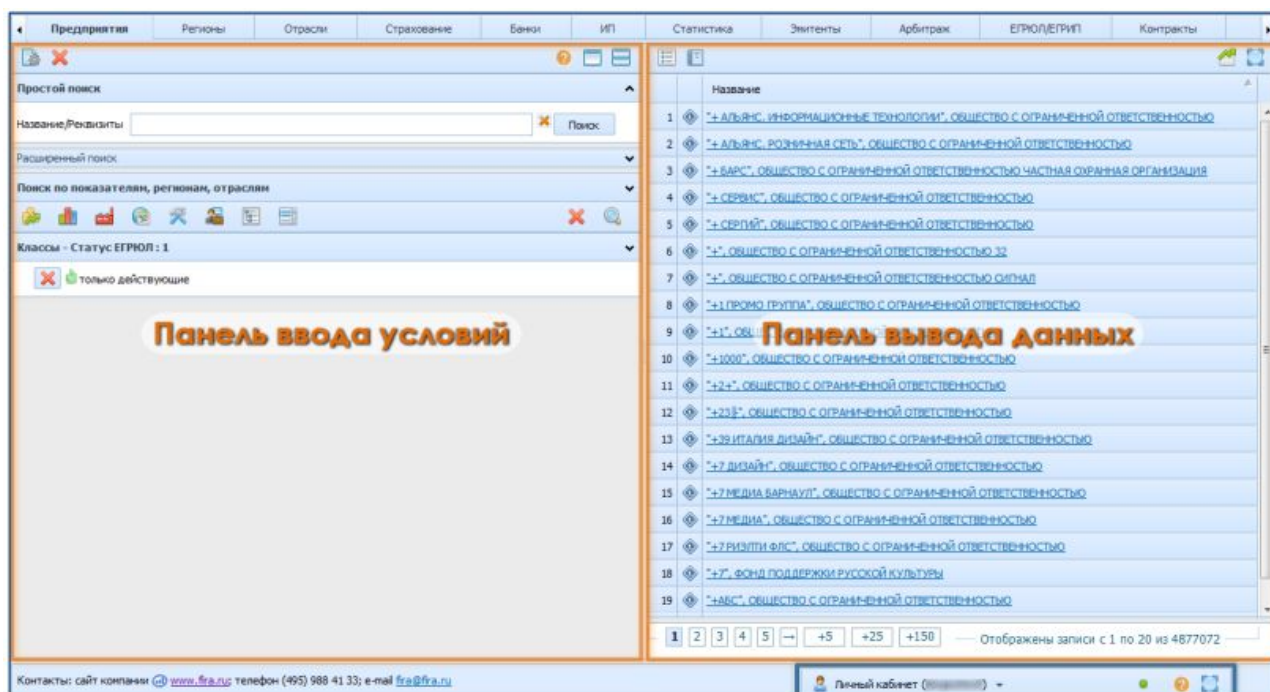 Предприятия Регионы Отрасли Страхование Банки ИП Статистика Эмитенты Арбитраж ЕГРЮЛ/ЕГРИП Контракты
Простой поиск
Название/Реквизиты Поиск
Расширенный поиск
Поиск по показателям, регионам, отраслям
Классы - Статус ЕГРЮЛ : 1
только действующие
Панель ввода условий
Название
1 "+ АЛЬЯНС. ИНФОРМАЦИОННЫЕ ТЕХНОЛОГИИ", ОБЩЕСТВО С ОГРАНИЧЕННОЙ ОТВЕТСТВЕННОСТЬЮ
2 "+ АЛЬЯНС. РОЗНИЧНАЯ СЕТЬ", ОБЩЕСТВО С ОГРАНИЧЕННОЙ ОТВЕТСТВЕННОСТЬЮ
3 "+ БАРС", ОБЩЕСТВО С ОГРАНИЧЕННОЙ ОТВЕТСТВЕННОСТЬЮ ЧАСТНАЯ ОХРАННАЯ ОРГАНИЗАЦИЯ
4 "+ СЕРВИС", ОБЩЕСТВО С ОГРАНИЧЕННОЙ ОТВЕТСТВЕННОСТЬЮ
5 "+ СЕРГИЙ", ОБЩЕСТВО С ОГРАНИЧЕННОЙ ОТВЕТСТВЕННОСТЬЮ
6 "+", ОБЩЕСТВО С ОГРАНИЧЕННОЙ ОТВЕТСТВЕННОСТЬЮ 32
7 "+", ОБЩЕСТВО С ОГРАНИЧЕННОЙ ОТВЕТСТВЕННОСТЬЮ СИГНАЛ
8 "+1 ПРОМО ГРУППА", ОБЩЕСТВО С ОГРАНИЧЕННОЙ ОТВЕТСТВЕННОСТЬЮ
9 "+1",
Панель вывода данных
10 "+1000", ОБЩЕСТВО С ОГРАНИЧЕННОЙ ОТВЕТСТВЕННОСТЬЮ
11 "+2+", ОБЩЕСТВО С ОГРАНИЧЕННОЙ ОТВЕТСТВЕННОСТЬЮ
12 ОБЩЕСТВО С ОГРАНИЧЕННОЙ ОТВЕТСТВЕННОСТЬЮ
13 "+39 ИТАЛИЯ ДИЗАЙН", ОБЩЕСТВО С ОГРАНИЧЕННОЙ ОТВЕТСТВЕННОСТЬЮ
14 "+7 ДИЗАЙН", ОБЩЕСТВО С ОГРАНИЧЕННОЙ ОТВЕТСТВЕННОСТЬЮ
15 "+7 МЕДИА БАРНАУЛ", ОБЩЕСТВО С ОГРАНИЧЕННОЙ ОТВЕТСТВЕННОСТЬЮ
16 "+7 МЕДИА", ОБЩЕСТВО С ОГРАНИЧЕННОЙ ОТВЕТСТВЕННОСТЬЮ
17 "+7 РИЭЛТИ ФЛС", ОБЩЕСТВО С ОГРАНИЧЕННОЙ ОТВЕТСТВЕННОСТЬЮ
18 "+7", ФОНД ПОДДЕРЖКИ РУССКОЙ КУЛЬТУРЫ
19 "+АБС", ОБЩЕСТВО С ОГРАНИЧЕННОЙ ОТВЕТСТВЕННОСТЬЮ
1 2 3 4 5 → +5 +25 +150 Отображены записи с 1 по 20 из 4877072
Контакты: сайт компании www.fira.ru; телефон (495) 988 41 33; e-mail fira@fira.ru
Личный кабинет